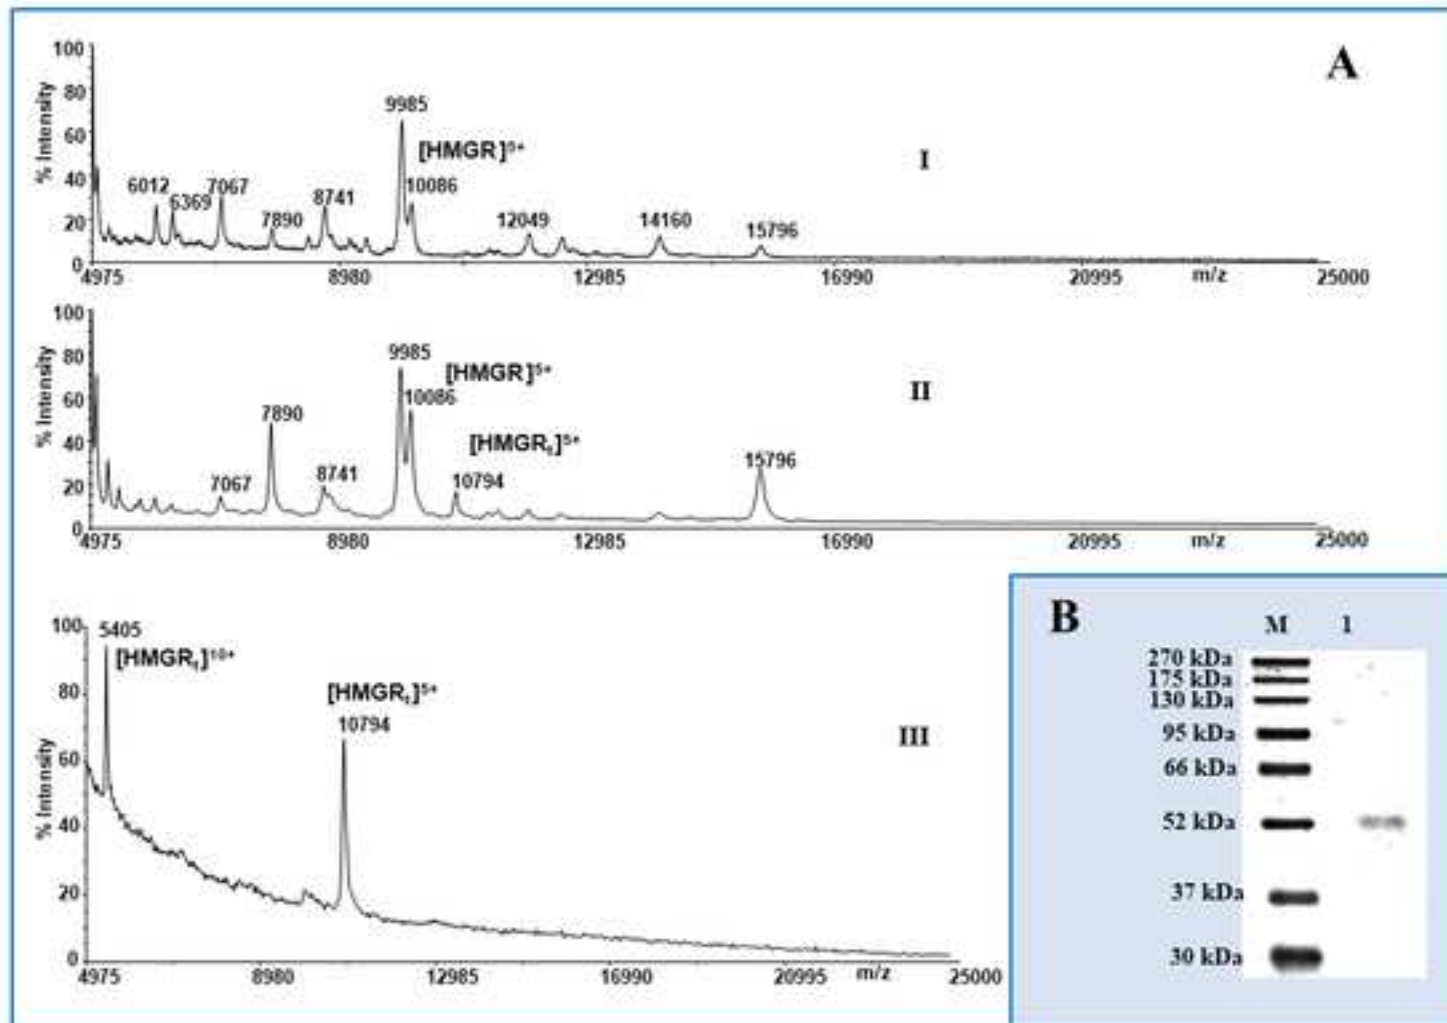 A
100
80
60
40
20
0
% Intensity
9985
[HMGR]⁵⁺
10086
6012
6369
7067
7890
8741
12049
14160
15796
I
4975
8980
12985
16990
20995
m/z
25000
100
80
60
40
20
0
% Intensity
9985
[HMGR]⁵⁺
10086
7890
[HMGRₜ]⁵⁺
7067
8741
10794
15796
II
4975
8980
12985
16990
20995
m/z
25000
100
80
60
40
20
0
% Intensity
5405
[HMGRₜ]¹⁰⁺
[HMGRₜ]⁵⁺
10794
III
4975
8980
12985
16990
20995
m/z
25000
B
M 1
270 kDa
175 kDa
130 kDa
95 kDa
66 kDa
52 kDa
37 kDa
30 kDa